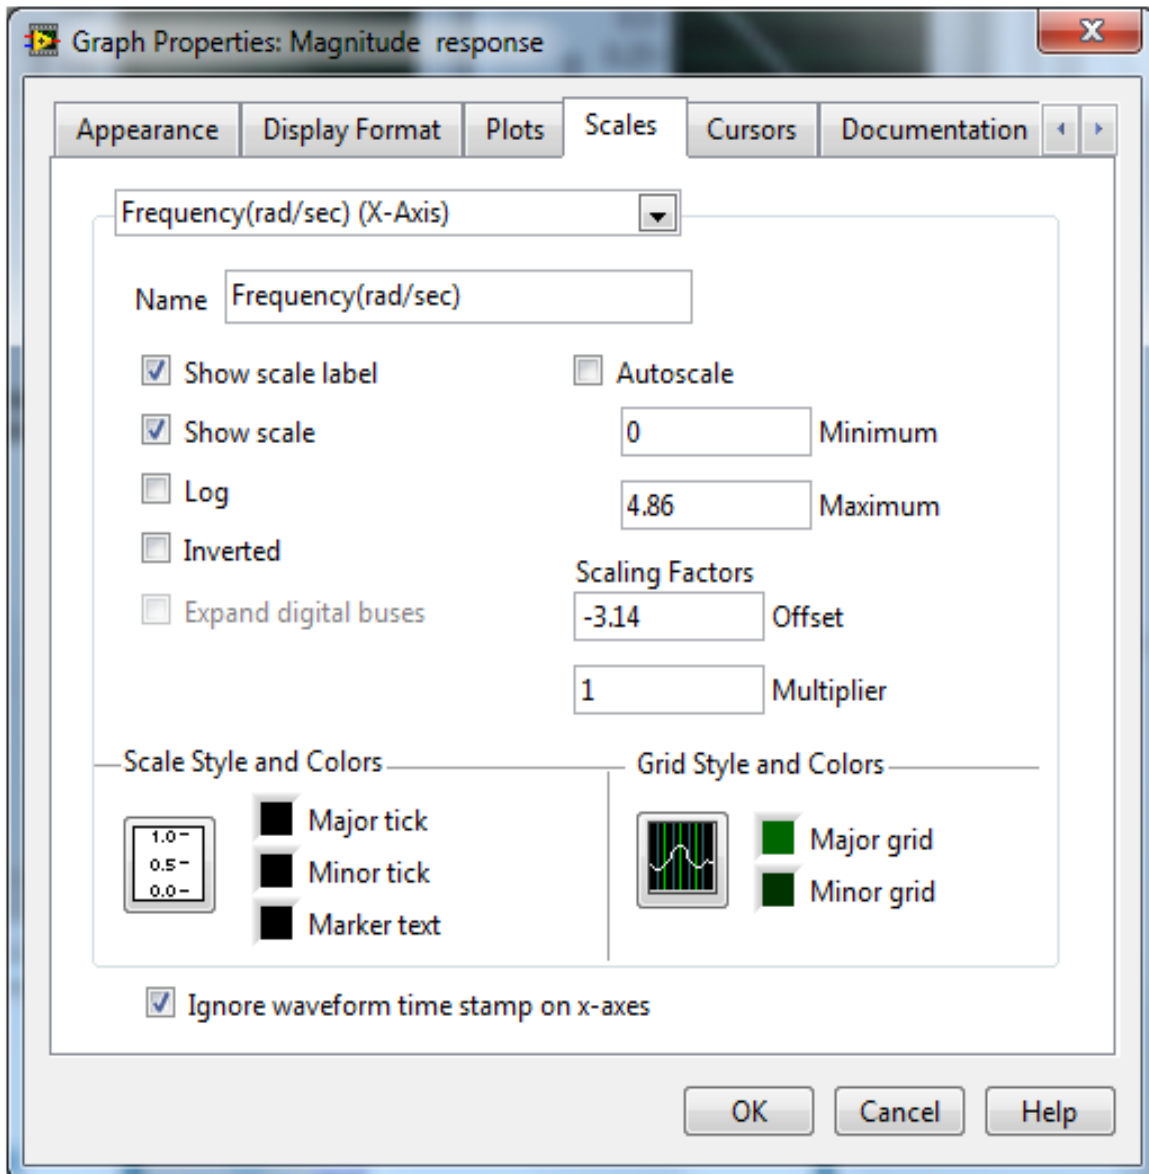 Graph Properties: Magnitude response
X
Appearance Display Format Plots Scales Cursors Documentation
Frequency(rad/sec) (X-Axis)
Name Frequency(rad/sec)
Show scale label Autoscale
Show scale 0 Minimum
Log 4.86 Maximum
Inverted
Scaling Factors
Expand digital buses -3.14 Offset
1 Multiplier
Scale Style and Colors Grid Style and Colors
1.0
0.5
0.0
Major tick
Minor tick
Marker text
Major grid
Minor grid
Ignore waveform time stamp on x-axes
OK Cancel Help